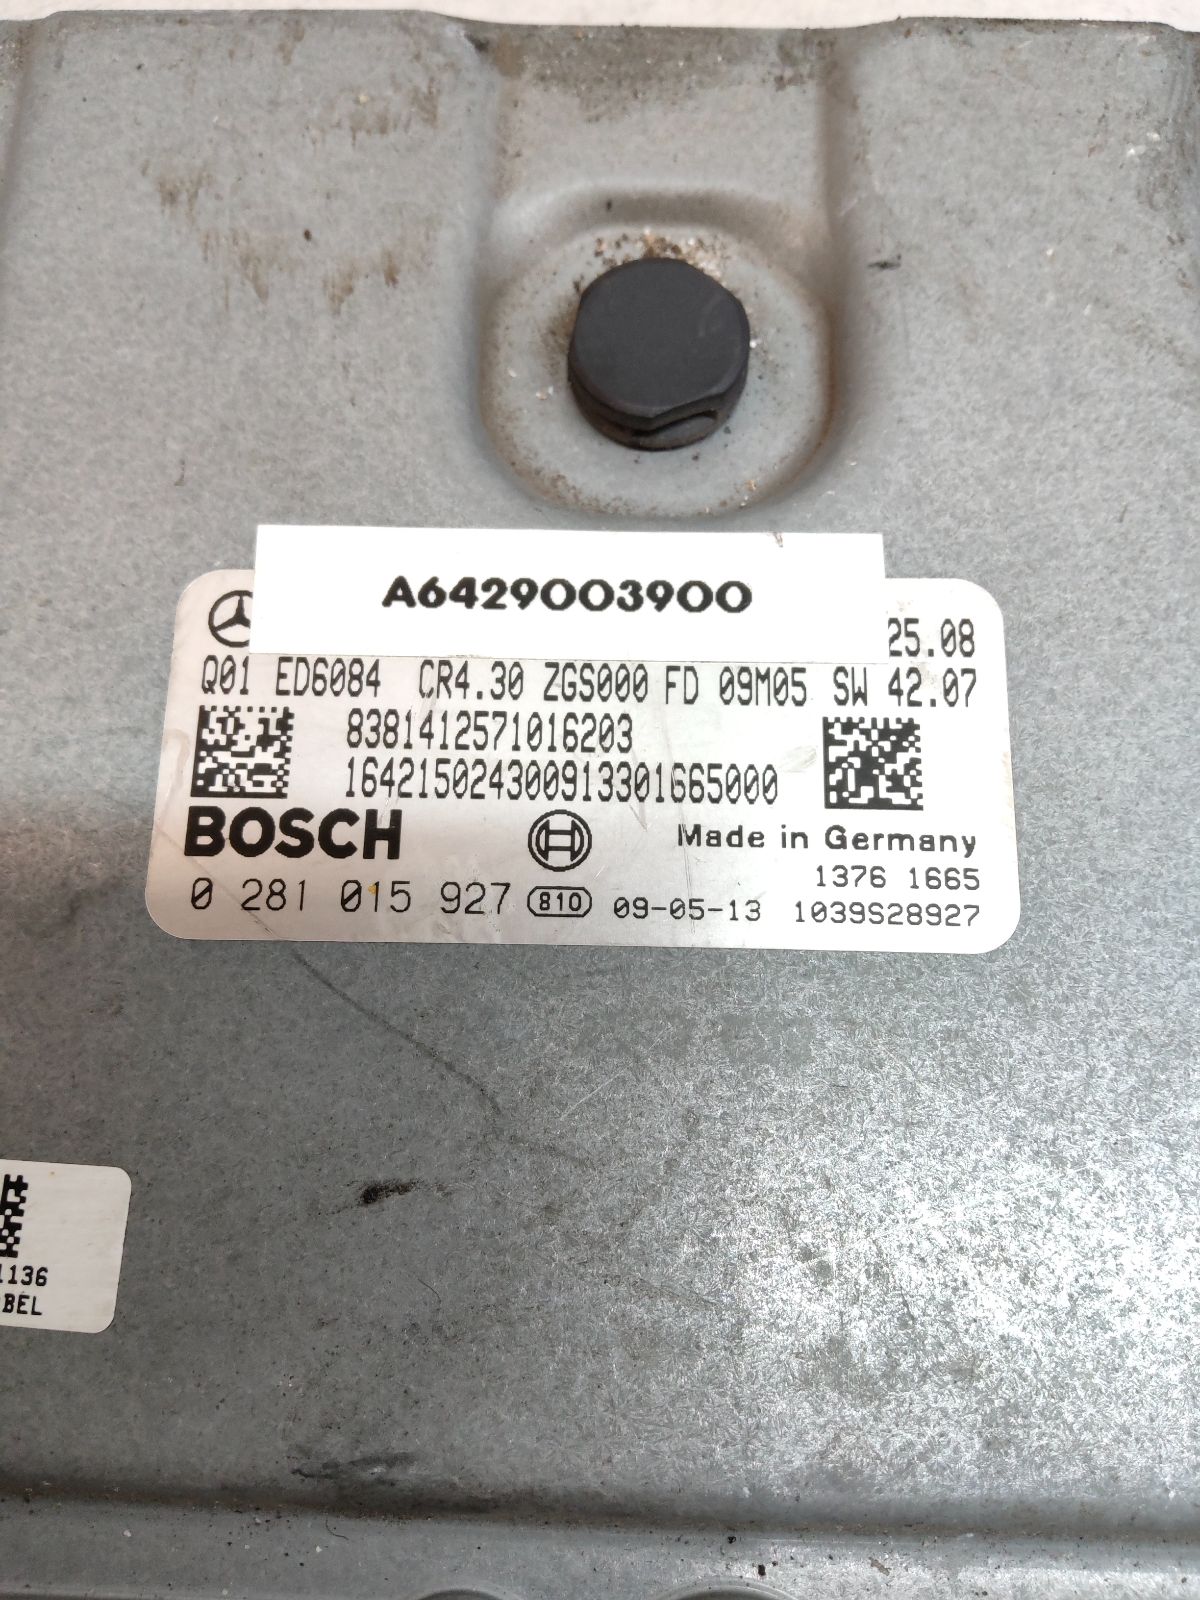 A6429003900
25.08
Q01 ED6084 CR4.30 ZGS000 FD 09M05 SW 42.07
8381412571016203
1642150243009133301665000
BOSCH
Made in Germany
1376 1665
0 281 015 927 810 09-05-13 1039S28927
1136
BEL